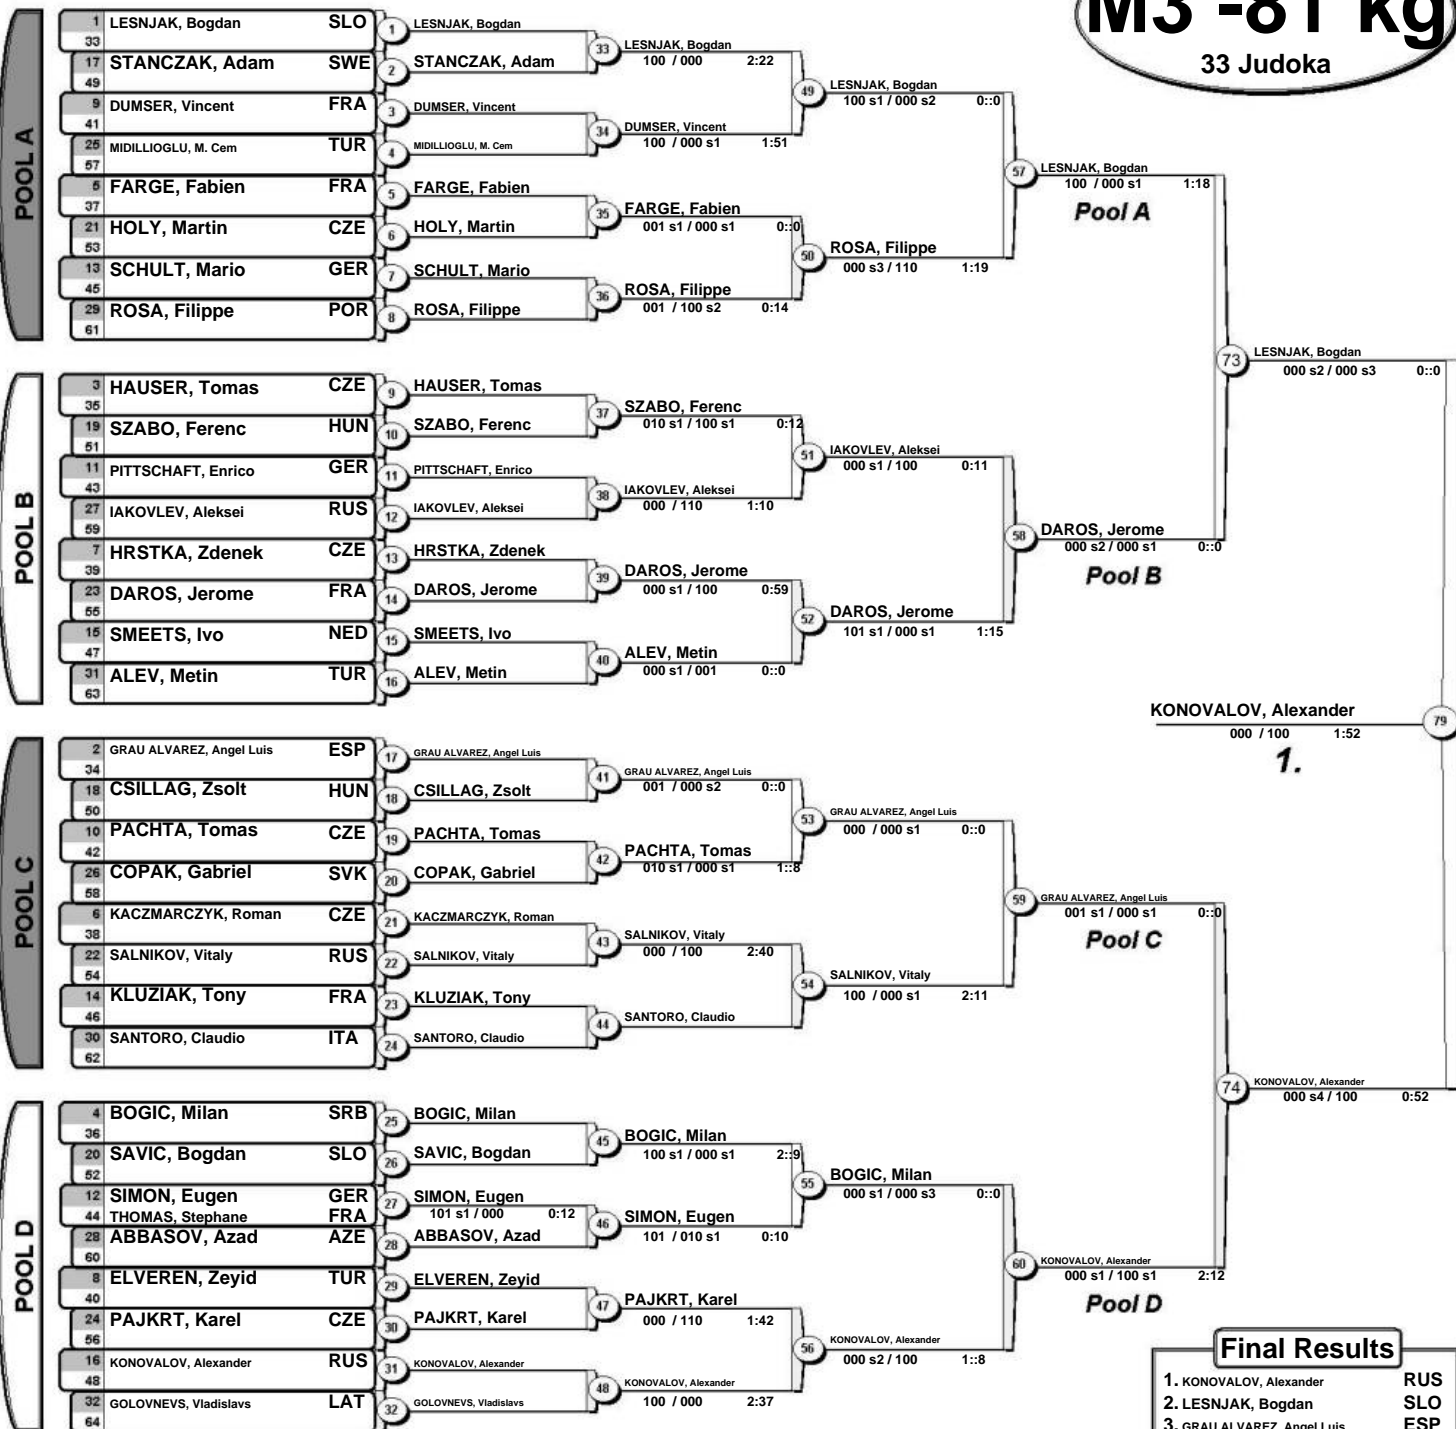 M3 -81 kg
33 Judoka
POOL A
1 LESNJAK, Bogdan SLO
33
17 STANCZAK, Adam SWE
49
9 DUMSER, Vincent FRA
41
25 MIDILLIOGLU, M. Cem TUR
57
5 FARGE, Fabien FRA
37
21 HOLY, Martin CZE
53
13 SCHULT, Mario GER
45
29 ROSA, Filippe POR
61
1 LESNJAK, Bogdan
2 STANCZAK, Adam
3 DUMSER, Vincent
4 MIDILLIOGLU, M. Cem
5 FARGE, Fabien
6 HOLY, Martin
7 SCHULT, Mario
8 ROSA, Filippe
33 LESNJAK, Bogdan
100 / 000 2:22
34 DUMSER, Vincent
100 / 000 s1 1:51
35 FARGE, Fabien
001 s1 / 000 s1 0::0
36 ROSA, Filippe
001 / 100 s2 0:14
49 LESNJAK, Bogdan
100 s1 / 000 s2 0::0
50 ROSA, Filippe
000 s3 / 110 1:19
57 LESNJAK, Bogdan
100 / 000 s1 1:18
Pool A
POOL B
3 HAUSER, Tomas CZE
35
19 SZABO, Ferenc HUN
51
11 PITTSCHAFT, Enrico GER
43
27 IAKOVLEV, Aleksei RUS
59
7 HRSTKA, Zdenek CZE
39
23 DAROS, Jerome FRA
55
15 SMEETS, Ivo NED
47
31 ALEV, Metin TUR
63
9 HAUSER, Tomas
10 SZABO, Ferenc
11 PITTSCHAFT, Enrico
12 IAKOVLEV, Aleksei
13 HRSTKA, Zdenek
14 DAROS, Jerome
15 SMEETS, Ivo
16 ALEV, Metin
37 SZABO, Ferenc
010 s1 / 100 s1 0:12
38 IAKOVLEV, Aleksei
000 / 110 1:10
39 DAROS, Jerome
000 s1 / 100 0:59
40 ALEV, Metin
000 s1 / 001 0::0
51 IAKOVLEV, Aleksei
000 s1 / 100 0:11
52 DAROS, Jerome
101 s1 / 000 s1 1:15
58 DAROS, Jerome
000 s2 / 000 s1 0::0
Pool B
73 LESNJAK, Bogdan
000 s2 / 000 s3 0::0
KONOVALOV, Alexander 79
000 / 100 1:52
1.
POOL C
2 GRAU ALVAREZ, Angel Luis ESP
34
18 CSILLAG, Zsolt HUN
50
10 PACHTA, Tomas CZE
42
26 COPAK, Gabriel SVK
58
6 KACZMARCZYK, Roman CZE
38
22 SALNIKOV, Vitaly RUS
54
14 KLUZIAK, Tony FRA
46
30 SANTORO, Claudio ITA
62
17 GRAU ALVAREZ, Angel Luis
18 CSILLAG, Zsolt
19 PACHTA, Tomas
20 COPAK, Gabriel
21 KACZMARCZYK, Roman
22 SALNIKOV, Vitaly
23 KLUZIAK, Tony
24 SANTORO, Claudio
41 GRAU ALVAREZ, Angel Luis
001 / 000 s2 0::0
42 PACHTA, Tomas
010 s1 / 000 s1 1::8
43 SALNIKOV, Vitaly
000 / 100 2:40
44 SANTORO, Claudio
53 GRAU ALVAREZ, Angel Luis
000 / 000 s1 0::0
54 SALNIKOV, Vitaly
100 / 000 s1 2:11
59 GRAU ALVAREZ, Angel Luis
001 s1 / 000 s1 0::0
Pool C
POOL D
4 BOGIC, Milan SRB
36
20 SAVIC, Bogdan SLO
52
12 SIMON, Eugen GER
44 THOMAS, Stephane FRA
28 ABBASOV, Azad AZE
60
8 ELVEREN, Zeyid TUR
40
24 PAJKRT, Karel CZE
56
16 KONOVALOV, Alexander RUS
48
32 GOLOVNEVS, Vladislavs LAT
64
25 BOGIC, Milan
26 SAVIC, Bogdan
27 SIMON, Eugen
101 s1 / 000 0:12
28 ABBASOV, Azad
29 ELVEREN, Zeyid
30 PAJKRT, Karel
31 KONOVALOV, Alexander
32 GOLOVNEVS, Vladislavs
45 BOGIC, Milan
100 s1 / 000 s1 2::9
46 SIMON, Eugen
101 / 010 s1 0:10
47 PAJKRT, Karel
000 / 110 1:42
48 KONOVALOV, Alexander
100 / 000 2:37
55 BOGIC, Milan
000 s1 / 000 s3 0::0
56 KONOVALOV, Alexander
000 s2 / 100 1::8
60 KONOVALOV, Alexander
000 s1 / 100 s1 2:12
Pool D
74 KONOVALOV, Alexander
000 s4 / 100 0:52
Final Results
1. KONOVALOV, Alexander RUS
2. LESNJAK, Bogdan SLO
3. GRAU ALVAREZ, Angel Luis ESP